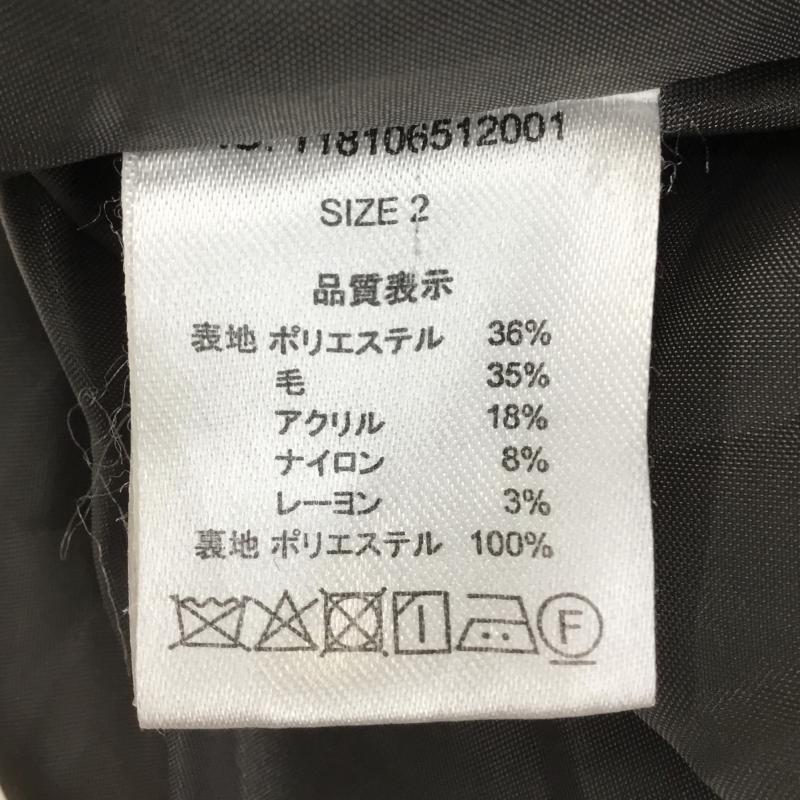 118106512001
SIZE 2
品質表示
表地 ポリエステル 36%
毛 35%
アクリル 18%
ナイロン 8%
レーヨン 3%
裏地 ポリエステル 100%
F